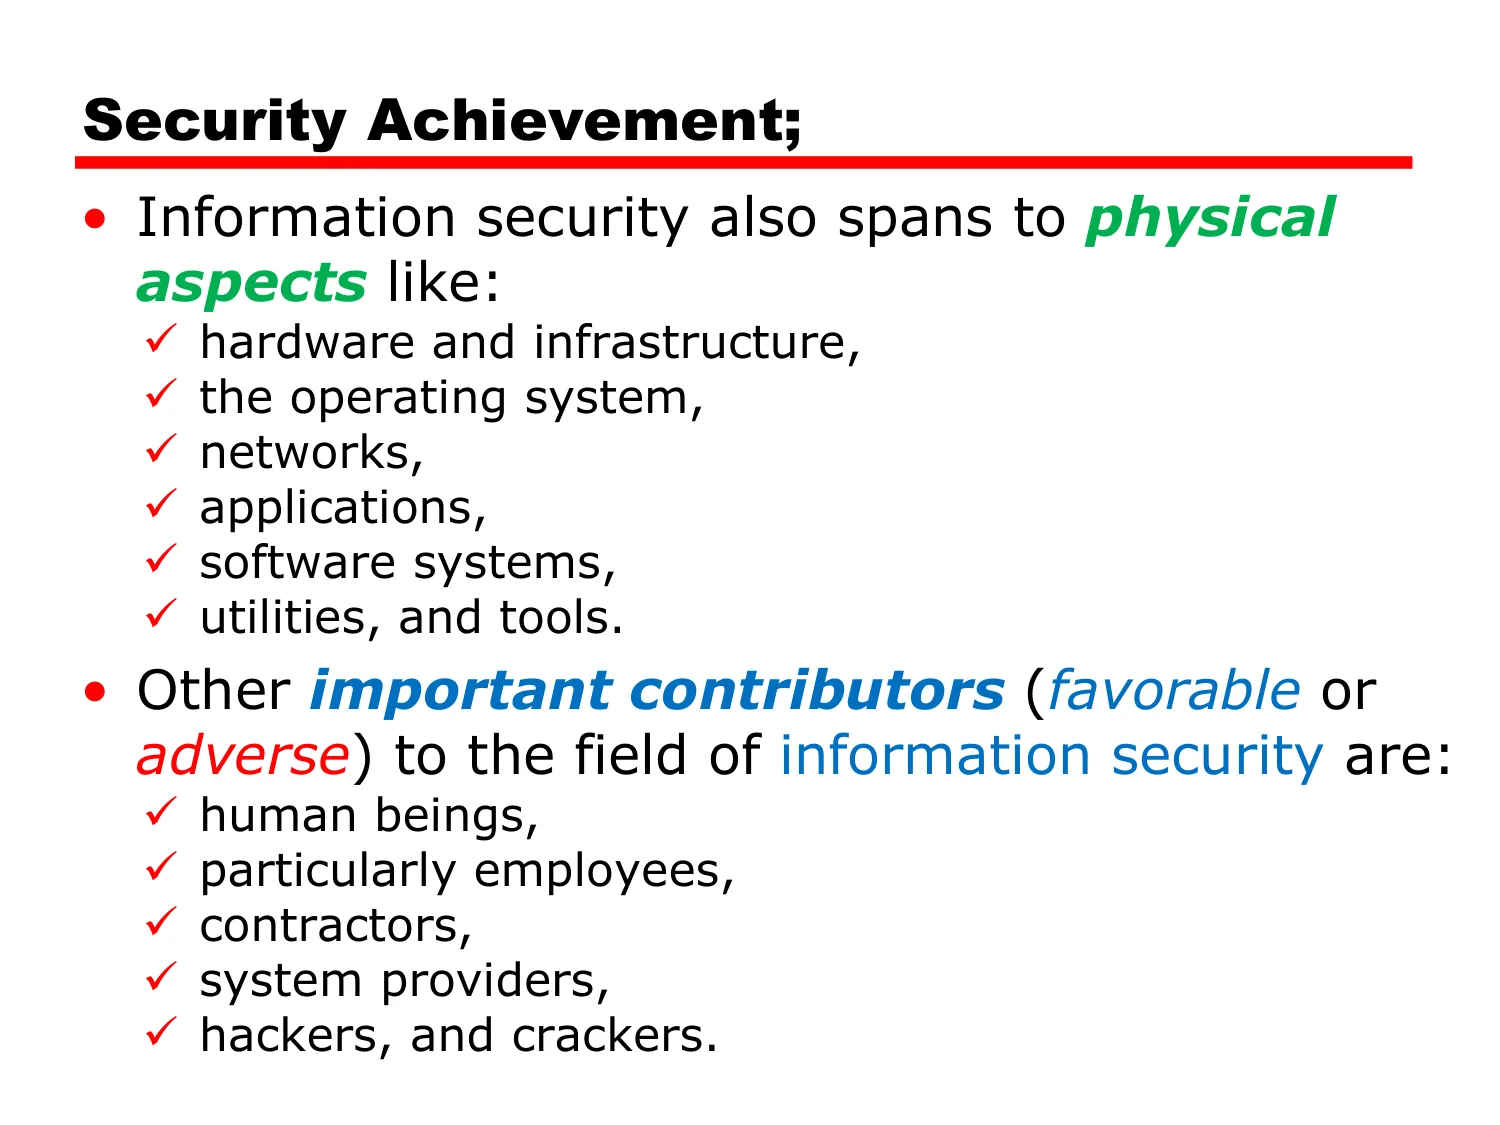 Security Achievement;
• Information security also spans to physical
aspects like:
✓ hardware and infrastructure,
✓ the operating system,
✓ networks,
✓ applications,
✓ software systems,
✓ utilities, and tools.
• Other important contributors (favorable or
adverse) to the field of information security are:
✓ human beings,
✓ particularly employees,
✓ contractors,
✓ system providers,
✓ hackers, and crackers.